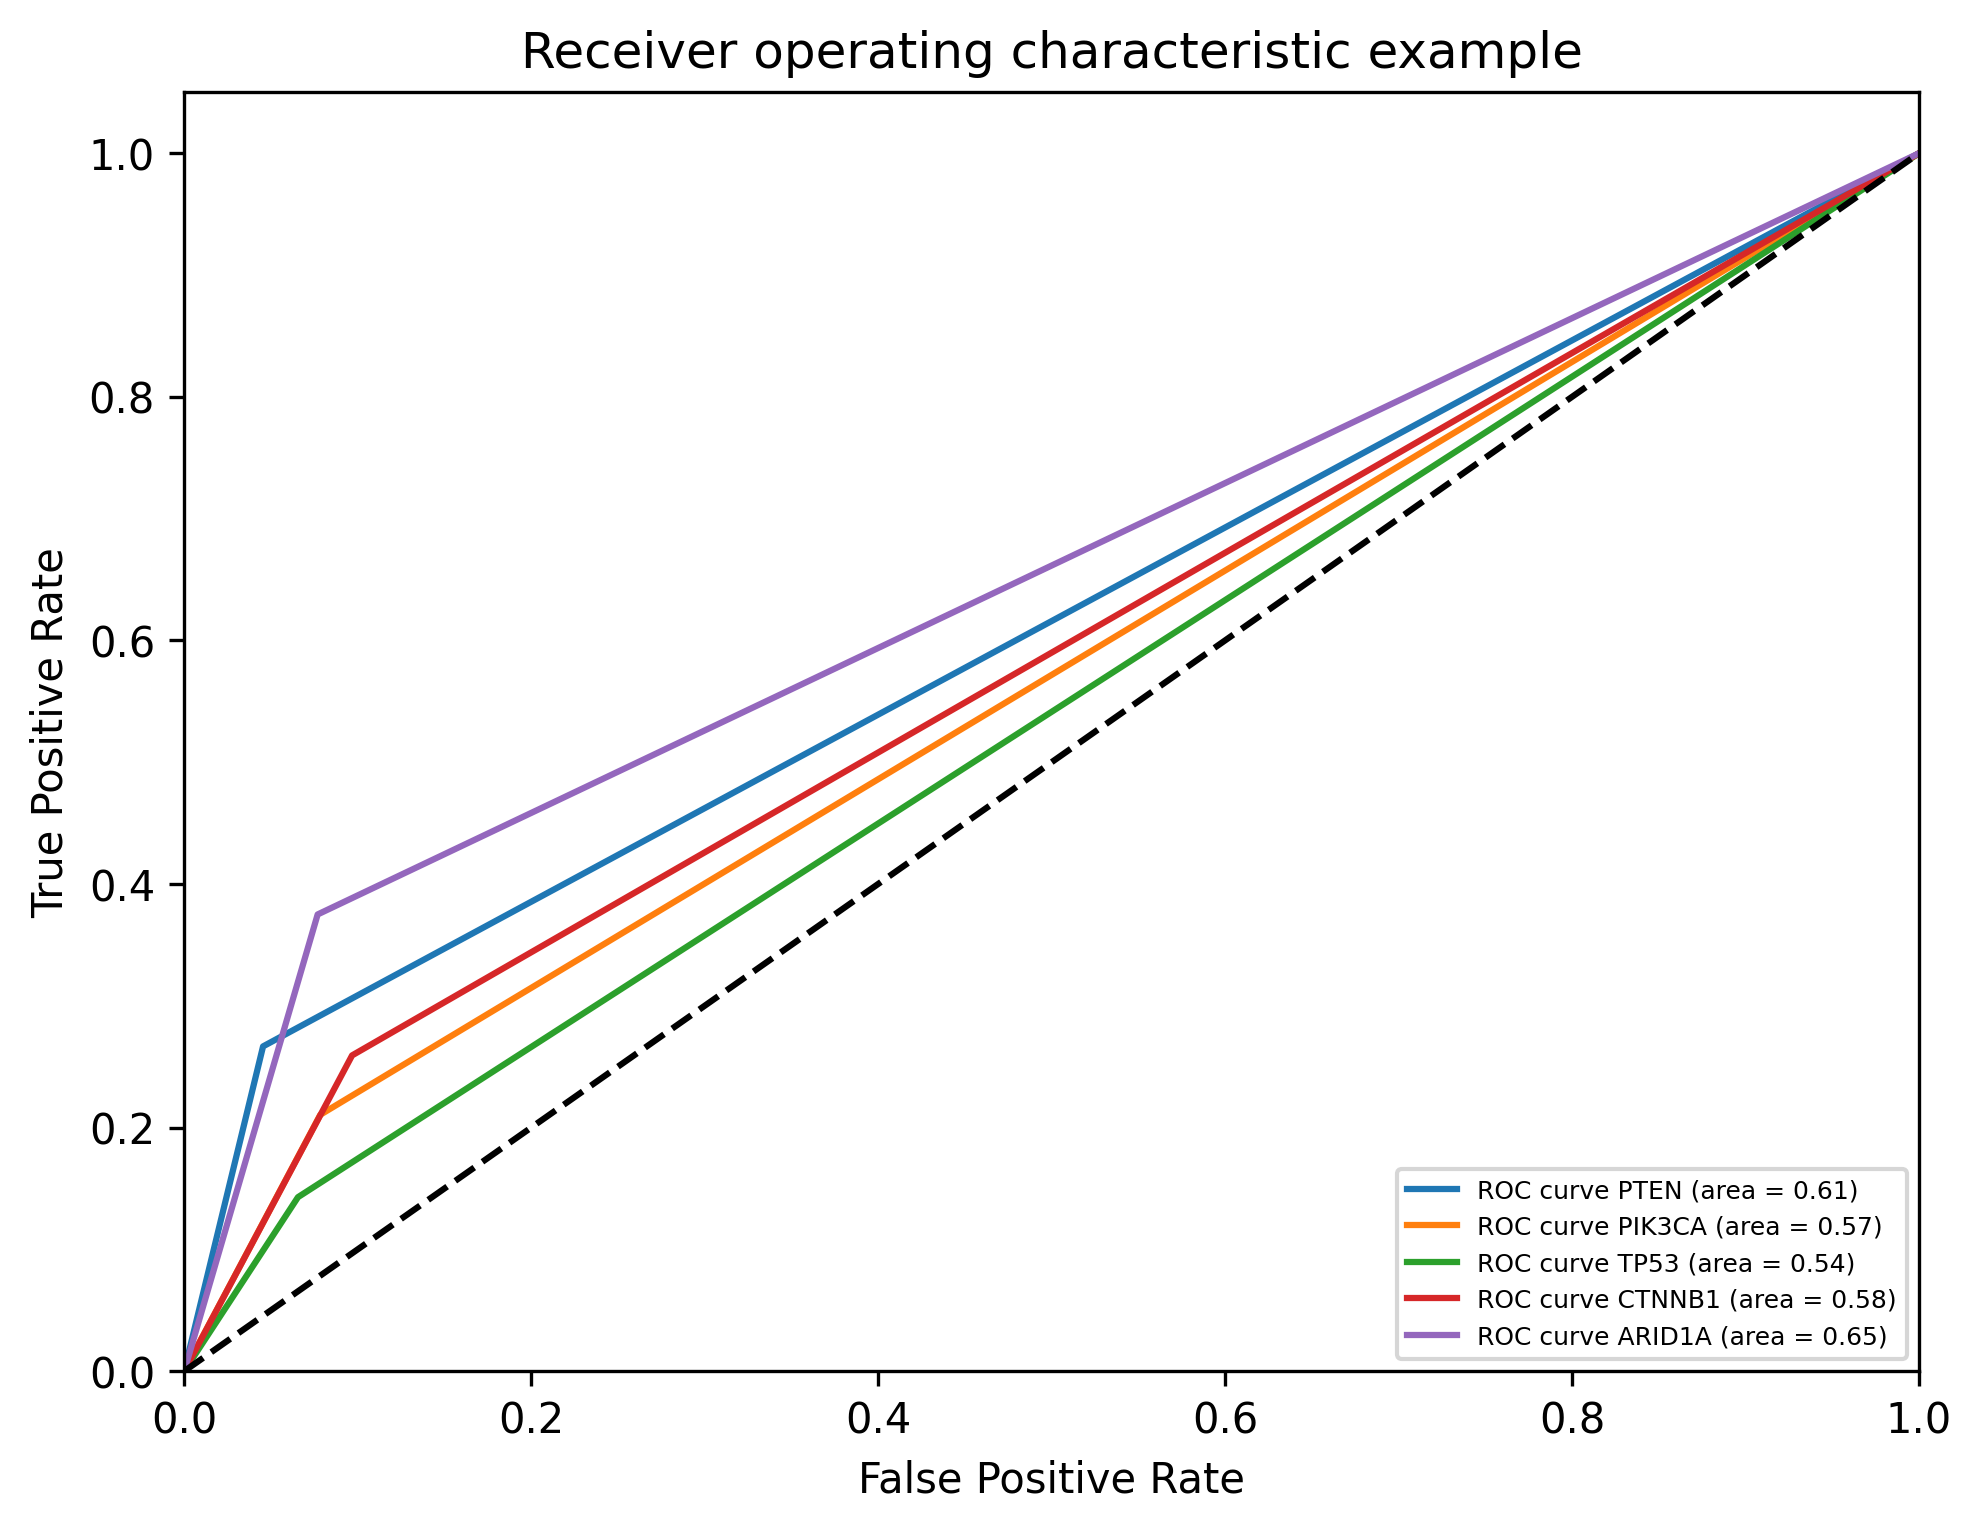 Receiver operating characteristic example
1.0
0.8
0.6
0.4
0.2
0.0
True Positive Rate
ROC curve PTEN (area = 0.61)
ROC curve PIK3CA (area = 0.57)
ROC curve TP53 (area = 0.54)
ROC curve CTNNB1 (area = 0.58)
ROC curve ARID1A (area = 0.65)
0.0 0.2 0.4 0.6 0.8 1.0
False Positive Rate